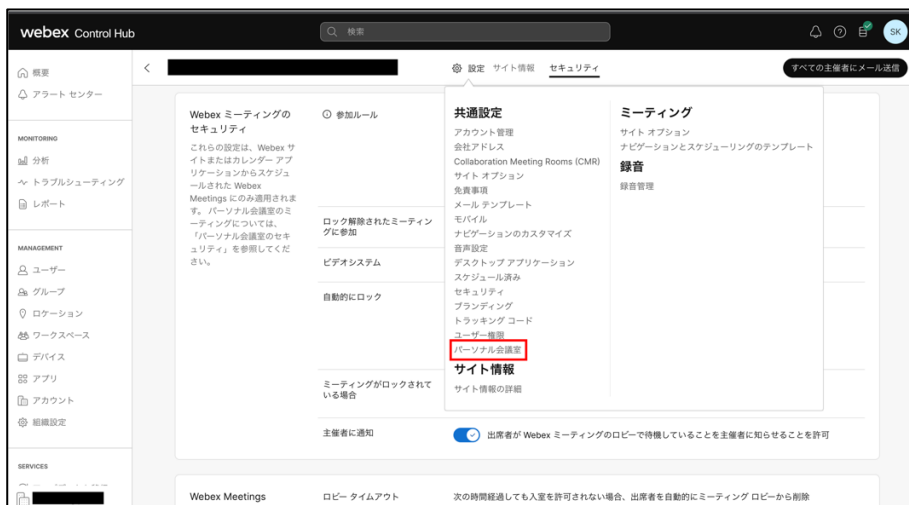 webex Control Hub
検索
SK
概要
アラート センター
MONITORING
分析
トラブルシューティング
レポート
MANAGEMENT
ユーザー
グループ
ロケーション
ワークスペース
デバイス
アプリ
アカウント
組織設定
SERVICES
設定 サイト情報 セキュリティ
すべての主催者にメール送信
Webex ミーティングの
セキュリティ
これらの設定は、Webex サ
イトまたはカレンダー アプ
リケーションからスケジュ
ールされた Webex
Meetings にのみ適用されま
す。 パーソナル会議室のミ
ーティングについては、
「パーソナル会議室のセキ
ュリティ」を参照してくだ
さい。
参加ルール
ロック解除されたミーティン
グに参加
ビデオシステム
自動的にロック
ミーティングがロックされて
いる場合
主催者に通知
共通設定
アカウント管理
会社アドレス
Collaboration Meeting Rooms (CMR)
サイト オプション
免責事項
メール テンプレート
モバイル
ナビゲーションのカスタマイズ
音声設定
デスクトップ アプリケーション
スケジュール済み
セキュリティ
ブランディング
トラッキング コード
ユーザー権限
パーソナル会議室
サイト情報
サイト情報の詳細
ミーティング
サイト オプション
ナビゲーションとスケジューリングのテンプレート
録音
録音管理
出席者が Webex ミーティングのロビーで待機していることを主催者に知らせることを許可
Webex Meetings
ロビー タイムアウト
次の時間経過しても入室を許可されない場合、出席者を自動的にミーティング ロビーから削除